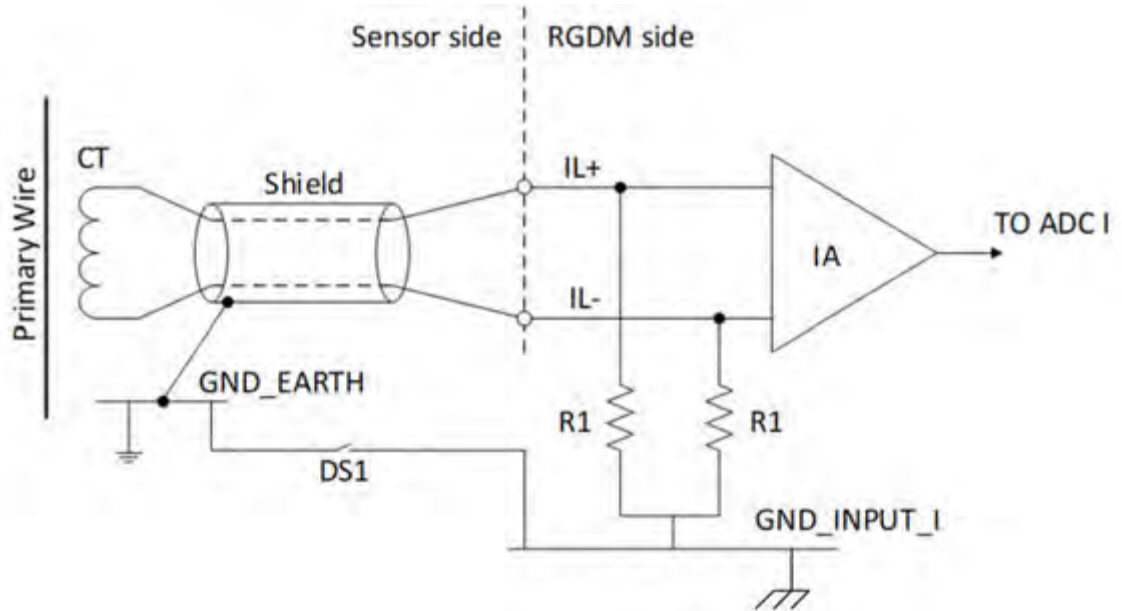 Sensor side
RGDM side
Primary Wire
CT
Shield
IL+
IL-
IA
TO ADC I
GND_EARTH
DS1
R1
R1
GND_INPUT_I